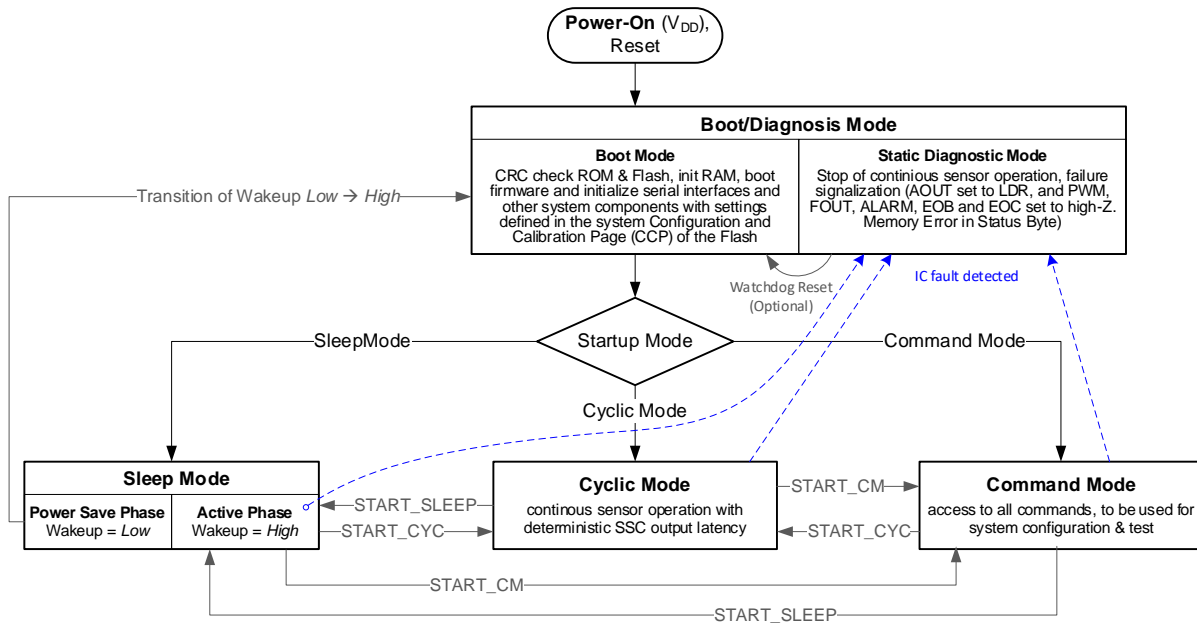 Power-On (VDD),
Reset
Boot/Diagnosis Mode
Boot Mode
CRC check ROM & Flash, init RAM, boot
firmware and initialize serial interfaces and
other system components with settings
defined in the system Configuration and
Calibration Page (CCP) of the Flash
Static Diagnostic Mode
Stop of continious sensor operation, failure
signalization (AOUT set to LDR, and PWM,
FOUT, ALARM, EOB and EOC set to high-Z.
Memory Error in Status Byte)
Transition of Wakeup Low → High
Watchdog Reset
(Optional)
IC fault detected
SleepMode
Startup Mode
Command Mode
Cyclic Mode
Sleep Mode
Power Save Phase
Wakeup = Low
Active Phase
Wakeup = High
START_SLEEP
START_CYC
Cyclic Mode
continous sensor operation with
deterministic SSC output latency
START_CM
START_CYC
Command Mode
access to all commands, to be used for
system configuration & test
START_CM
START_SLEEP